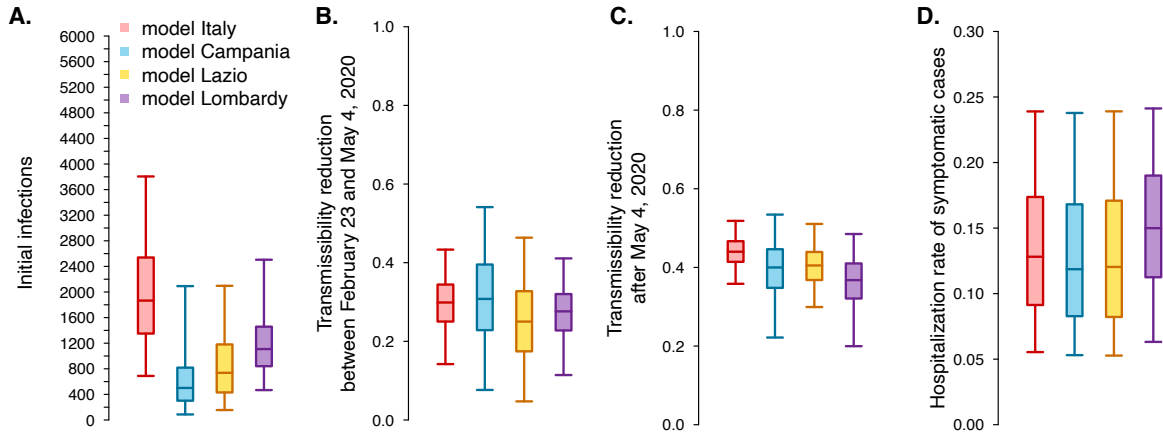 A.
model Italy
model Campania
model Lazio
model Lombardy
Initial infections
6000
5200
4800
4400
4000
3600
3200
2800
2400
2000
1600
1200
800
400
0
B.
Transmissibility reduction
between February 23 and May 4, 2020
1.0
0.8
0.6
0.4
0.2
0.0
C.
Transmissibility reduction
after May 4, 2020
1.0
0.8
0.6
0.4
0.2
0.0
D.
Hospitalization rate of symptomatic cases
0.30
0.25
0.20
0.15
0.10
0.05
0.00